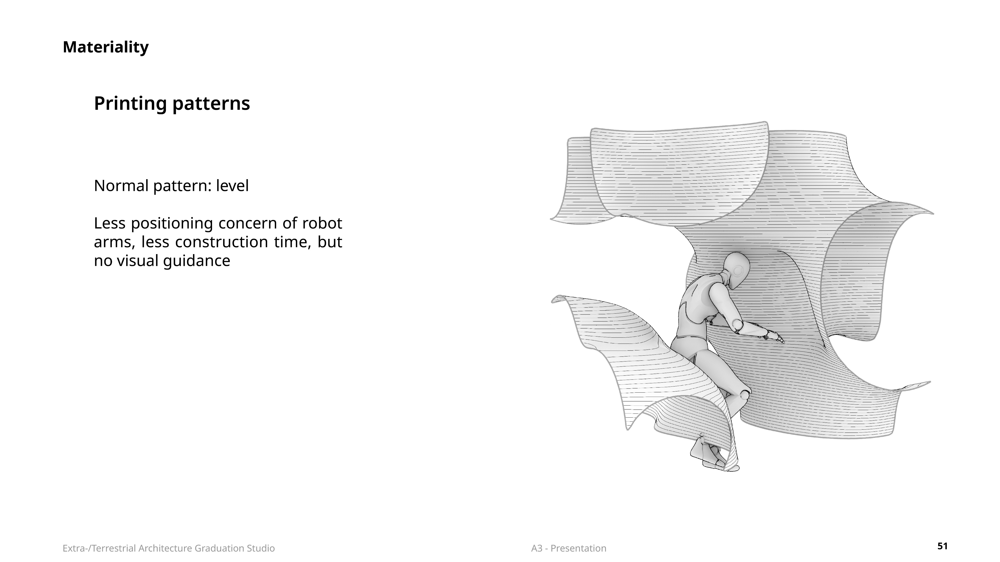 Materiality
Printing patterns
Normal pattern: level
Less positioning concern of robot
arms, less construction time, but
no visual guidance
Extra-/Terrestrial Architecture Graduation Studio
A3 - Presentation
51